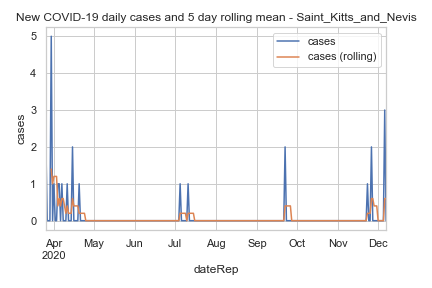 New COVID-19 daily cases and 5 day rolling mean - Saint_Kitts_and_Nevis
cases
cases (rolling)
5
4
3
2
1
0
cases
Apr May Jun Jul Aug Sep Oct Nov Dec
2020
dateRep